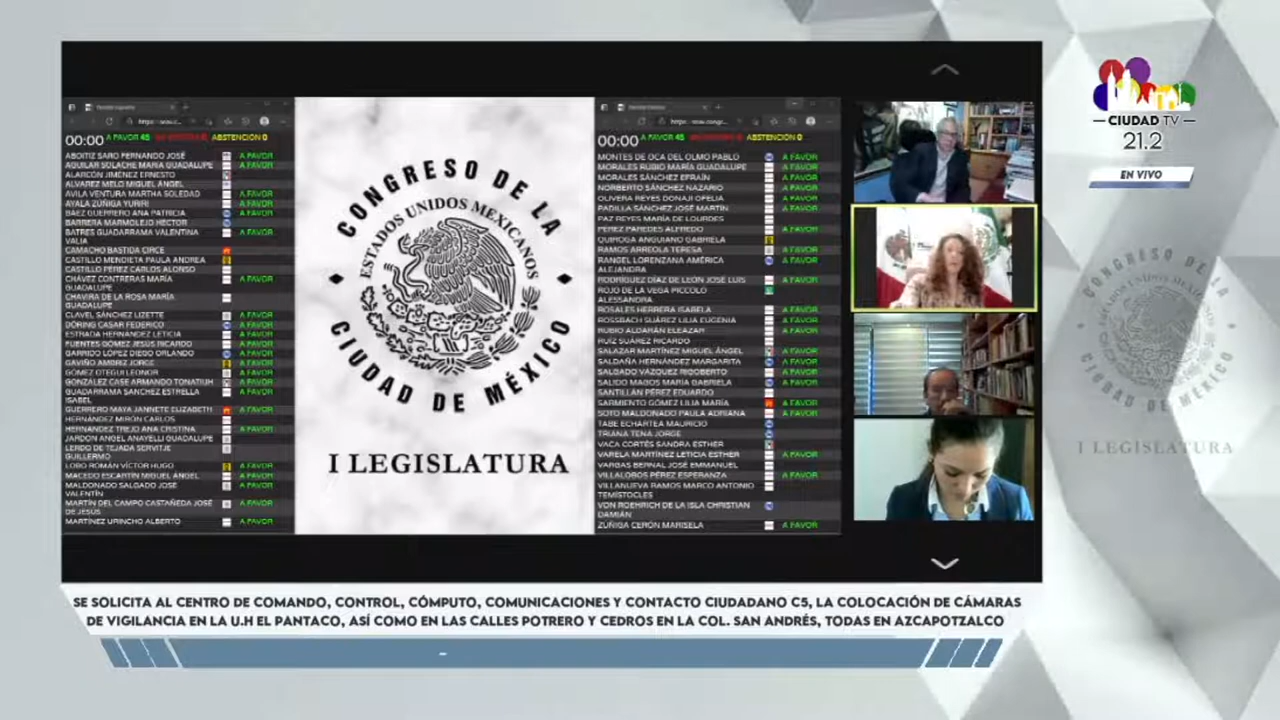 00:00 A FAVOR 45 ABSTENCIÓN 0
ABOITIZ SARO FERNANDO JOSÉ A FAVOR
AGUILAR SOLACHE MARÍA GUADALUPE A FAVOR
ALARCÓN JIMÉNEZ ERNESTO
ÁLVAREZ MELO MIGUEL ÁNGEL
ÁVILA VENTURA MARTHA SOLEDAD A FAVOR
AYALA ZÚÑIGA YURIRI A FAVOR
BÁEZ GUERRERO ANA PATRICIA A FAVOR
BARRERA MARMOLEJO HÉCTOR
BATRES GUADARRAMA VALENTINA A FAVOR
VALIA
CAMACHO BASTIDA CIRCE A FAVOR
CASTILLO MENDIETA PAULA ANDREA A FAVOR
CASTILLO PÉREZ CARLOS ALONSO
CHÁVEZ CONTRERAS MARÍA A FAVOR
GUADALUPE
CHAVIRA DE LA ROSA MARÍA
GUADALUPE
CLAVEL SÁNCHEZ LIZETTE A FAVOR
DÖRING CASAR FEDERICO A FAVOR
ESTRADA HERNÁNDEZ LETICIA A FAVOR
FUENTES GÓMEZ JESÚS RICARDO A FAVOR
GARRIDO LÓPEZ DIEGO ORLANDO A FAVOR
GAVIÑO AMBRIZ JORGE A FAVOR
GÓMEZ OTEGUI LEONOR A FAVOR
GONZÁLEZ CASE ARMANDO TONATIUH A FAVOR
GUADARRAMA SÁNCHEZ ESTRELLA A FAVOR
ISABEL
GUERRERO MAYA JANNETE ELIZABETH A FAVOR
HERNÁNDEZ MIRÓN CARLOS
HERNÁNDEZ TREJO ANA CRISTINA A FAVOR
JARDÓN ÁNGEL ANAYELLI GUADALUPE
LERDO DE TEJADA SERVITJE
GUILLERMO
LOBO ROMÁN VÍCTOR HUGO A FAVOR
MACEDO ESCARTÍN MIGUEL ÁNGEL A FAVOR
MALDONADO SALGADO JOSÉ A FAVOR
VALENTÍN
MARTÍN DEL CAMPO CASTAÑEDA JOSÉ A FAVOR
DE JESÚS
MARTÍNEZ URINCHO ALBERTO A FAVOR
CONGRESO DE LA
ESTADOS UNIDOS MEXICANOS
CIUDAD DE MÉXICO
I LEGISLATURA
00:00 A FAVOR 45 ABSTENCIÓN 0
MONTES DE OCA DEL OLMO PABLO A FAVOR
MORALES RUBIO MARÍA GUADALUPE A FAVOR
MORALES SÁNCHEZ EFRAÍN A FAVOR
NORBERTO SÁNCHEZ NAZARIO A FAVOR
OLIVERA REYES DONAJI OFELIA A FAVOR
PADILLA SÁNCHEZ JOSÉ MARTÍN A FAVOR
PAZ REYES MARÍA DE LOURDES
PÉREZ PAREDES ALFREDO A FAVOR
QUIROGA ANGUIANO GABRIELA
RAMOS ARREOLA TERESA A FAVOR
RANGEL LORENZANA AMÉRICA A FAVOR
ALEJANDRA
RODRÍGUEZ DÍAZ DE LEÓN JOSÉ LUIS A FAVOR
ROJO DE LA VEGA PICCOLO
ALESSANDRA
ROSALES HERRERA ISABELA A FAVOR
ROSSBACH SUÁREZ LILIA EUGENIA A FAVOR
RUBIO ALDARÁN ELEAZAR A FAVOR
RUÍZ SUÁREZ RICARDO
SALAZAR MARTÍNEZ MIGUEL ÁNGEL A FAVOR
SALDAÑA HERNÁNDEZ MARGARITA A FAVOR
SALGADO VÁZQUEZ RIGOBERTO A FAVOR
SALIDO MAGOS MARÍA GABRIELA A FAVOR
SANTILLÁN PÉREZ EDUARDO
SARMIENTO GÓMEZ LILIA MARÍA A FAVOR
SOTO MALDONADO PAULA ADRIANA A FAVOR
TABE ECHARTEA MAURICIO
TRIANA TENA JORGE
VACA CORTÉS SANDRA ESTHER
VARELA MARTÍNEZ LETICIA ESTHER A FAVOR
VARGAS BERNAL JOSÉ EMMANUEL
VILLALOBOS PÉREZ ESPERANZA A FAVOR
VILLANUEVA RAMOS MARCO ANTONIO
TEMÍSTOCLES
VON ROEHRICH DE LA ISLA CHRISTIAN
DAMIÁN
ZÚÑIGA CERÓN MARISELA A FAVOR
CIUDAD TV
21.2
EN VIVO
CONGRESO DE LA
CIUDAD DE MÉXICO
I LEGISLATURA
SE SOLICITA AL CENTRO DE COMANDO, CONTROL, CÓMPUTO, COMUNICACIONES Y CONTACTO CIUDADANO C5, LA COLOCACIÓN DE CÁMARAS
DE VIGILANCIA EN LA U.H EL PANTACO, ASÍ COMO EN LAS CALLES POTRERO Y CEDROS EN LA COL. SAN ANDRÉS, TODAS EN AZCAPOTZALCO